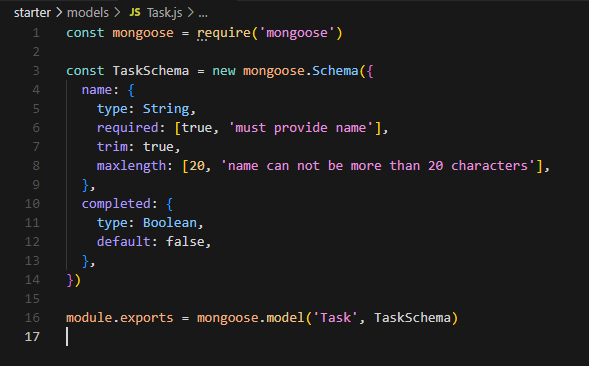 starter > models > JS Task.js > ...
1 const mongoose = require('mongoose')
2
3 const TaskSchema = new mongoose.Schema({
4   name: {
5     type: String,
6     required: [true, 'must provide name'],
7     trim: true,
8     maxlength: [20, 'name can not be more than 20 characters'],
9   },
10   completed: {
11     type: Boolean,
12     default: false,
13   },
14 })
15
16 module.exports = mongoose.model('Task', TaskSchema)
17